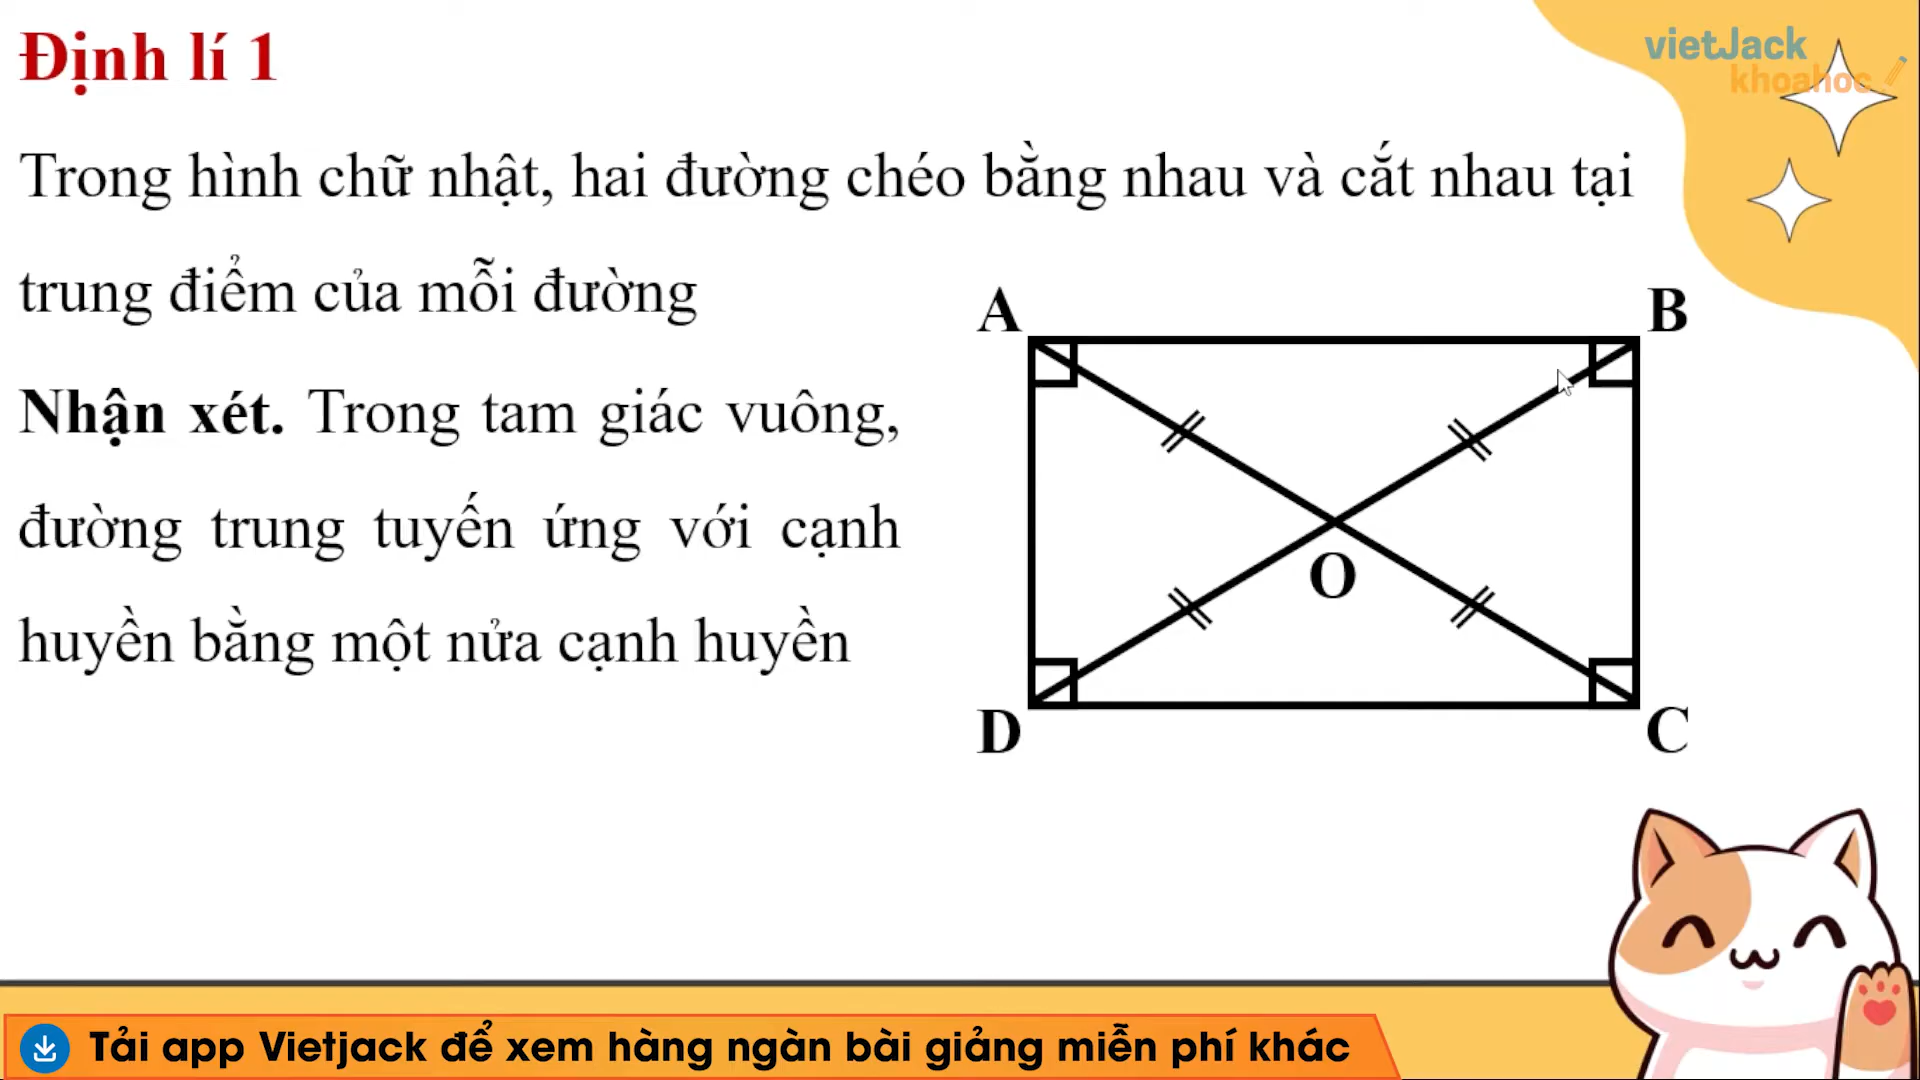 Định lí 1
vietJack
khoahoc
Trong hình chữ nhật, hai đường chéo bằng nhau và cắt nhau tại
trung điểm của mỗi đường
Nhận xét. Trong tam giác vuông,
đường trung tuyến ứng với cạnh
huyền bằng một nửa cạnh huyền
A
B
O
D
C
Tải app Vietjack để xem hàng ngàn bài giảng miễn phí khác